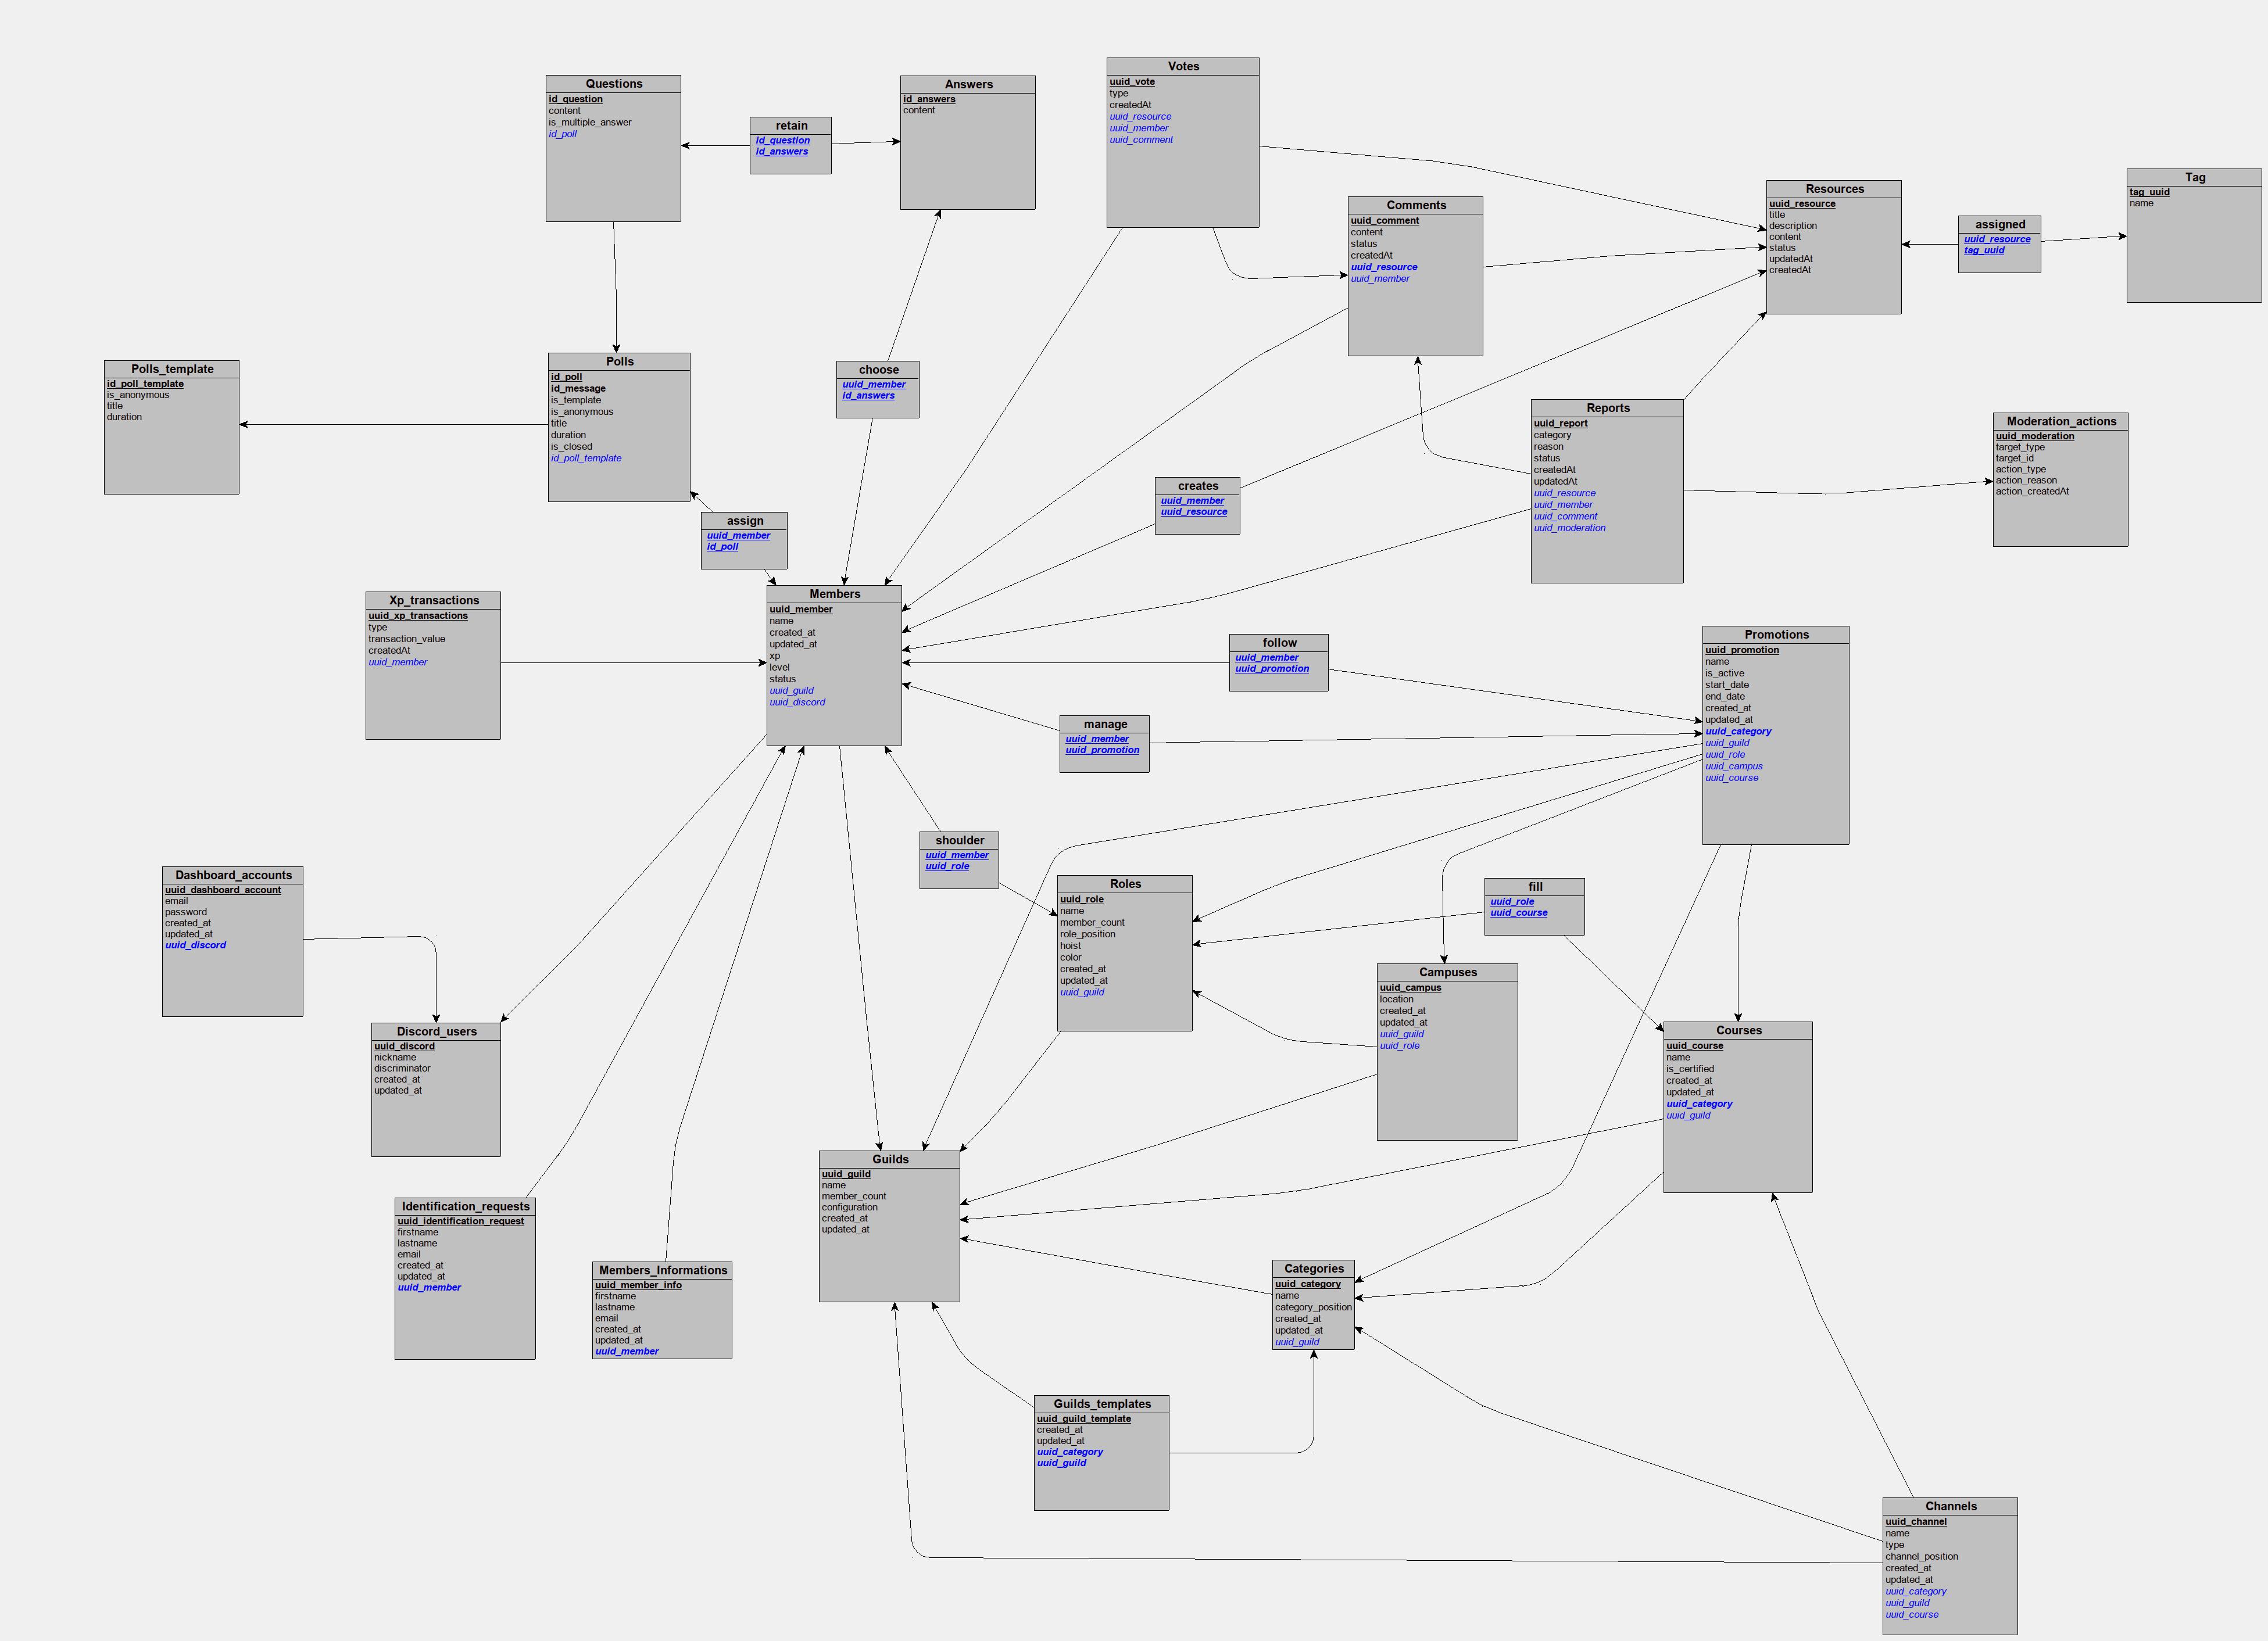 Questions
id_question
content
is_multiple_answer
id_poll
retain
id_question
id_answers
Answers
id_answers
content
Votes
uuid_vote
type
createdAt
uuid_resource
uuid_member
uuid_comment
Comments
uuid_comment
content
status
createdAt
uuid_resource
uuid_member
Resources
uuid_resource
title
description
content
status
updatedAt
createdAt
assigned
uuid_resource
tag_uuid
Tag
tag_uuid
name
Polls_template
id_poll_template
is_anonymous
title
duration
Polls
id_poll
id_message
is_template
is_anonymous
title
duration
is_closed
id_poll_template
choose
uuid_member
id_answers
assign
uuid_member
id_poll
creates
uuid_member
uuid_resource
Reports
uuid_report
category
reason
status
createdAt
updatedAt
uuid_resource
uuid_member
uuid_comment
uuid_moderation
Moderation_actions
uuid_moderation
target_type
target_id
action_type
action_reason
action_createdAt
Xp_transactions
uuid_xp_transactions
type
transaction_value
createdAt
uuid_member
Members
uuid_member
name
created_at
updated_at
xp
level
status
uuid_guild
uuid_discord
follow
uuid_member
uuid_promotion
manage
uuid_member
uuid_promotion
Promotions
uuid_promotion
name
is_active
start_date
end_date
created_at
updated_at
uuid_category
uuid_guild
uuid_role
uuid_campus
uuid_course
shoulder
uuid_member
uuid_role
Dashboard_accounts
uuid_dashboard_account
email
password
created_at
updated_at
uuid_discord
Roles
uuid_role
name
member_count
role_position
hoist
color
created_at
updated_at
uuid_guild
fill
uuid_role
uuid_course
Campuses
uuid_campus
location
created_at
updated_at
uuid_guild
uuid_role
Discord_users
uuid_discord
nickname
discriminator
created_at
updated_at
Courses
uuid_course
name
is_certified
created_at
updated_at
uuid_category
uuid_guild
Guilds
uuid_guild
name
member_count
configuration
created_at
updated_at
Identification_requests
uuid_identification_request
firstname
lastname
email
created_at
updated_at
uuid_member
Members_Informations
uuid_member_info
firstname
lastname
email
created_at
updated_at
uuid_member
Categories
uuid_category
name
category_position
created_at
updated_at
uuid_guild
Guilds_templates
uuid_guild_template
created_at
updated_at
uuid_category
uuid_guild
Channels
uuid_channel
name
type
channel_position
created_at
updated_at
uuid_category
uuid_guild
uuid_course